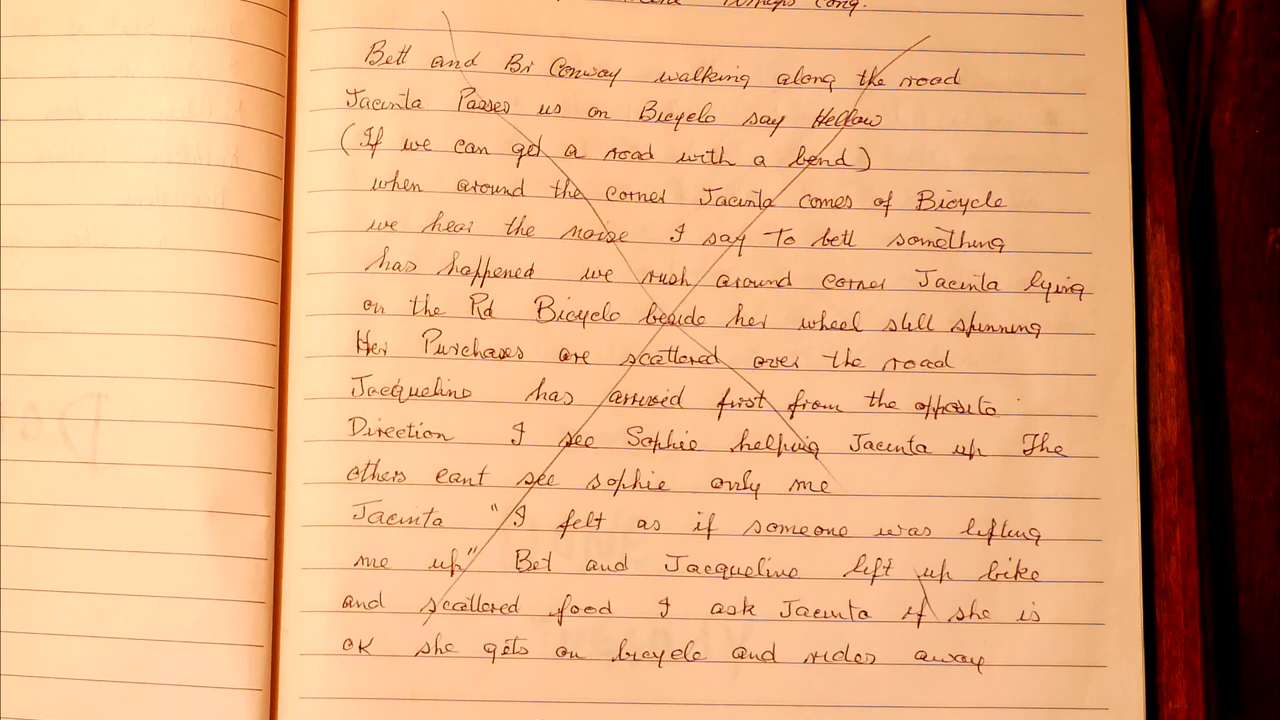 Bett and Br Conway walking along the road
Jacinta Passes us on Bicycle say Hellow
(If we can get a road with a bend)
when around the corner Jacinta comes of Bicycle
we hear the noise I say To bett something
has happened we rush around corner Jacinta lying
on the Rd Bicycle beside her wheel still spinning
Her Purchases are scattered over the road
Jacqueline has arrived first from the opposite
Direction I see Sophie helping Jacinta up The
others cant see sophie only me
Jacinta "I felt as if someone was lifting
me up" Bet and Jacqueline lift up bike
and scattered food I ask Jacinta if she is
OK she gets on bicycle and rides away